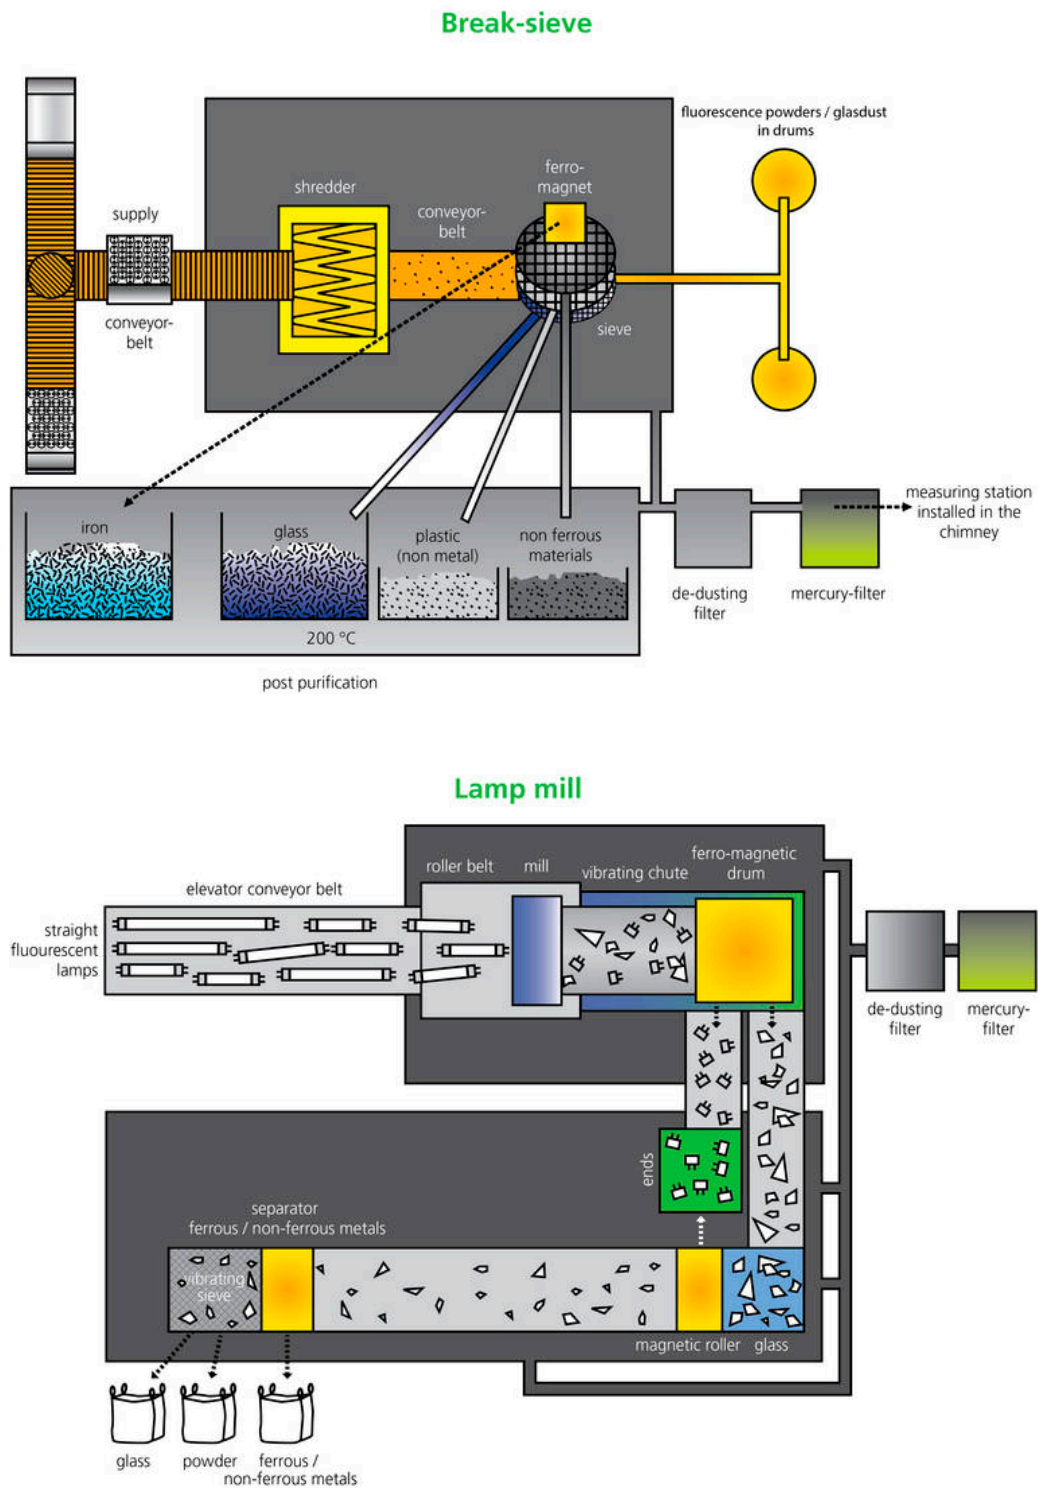 Break-sieve
fluorescence powders / glasdust
in drums
ferro-
magnet
shredder
conveyor-
belt
supply
conveyor-
belt
sieve
iron
glass
plastic
(non metal)
non ferrous
materials
200 °C
post purification
measuring station
installed in the
chimney
de-dusting
filter
mercury-filter
Lamp mill
ferro-magnetic
drum
roller belt
mill
vibrating chute
elevator conveyor belt
straight
fluourescent
lamps
de-dusting
filter
mercury-
filter
ends
separator
ferrous / non-ferrous metals
vibrating
sieve
magnetic roller
glass
glass
powder
ferrous /
non-ferrous metals